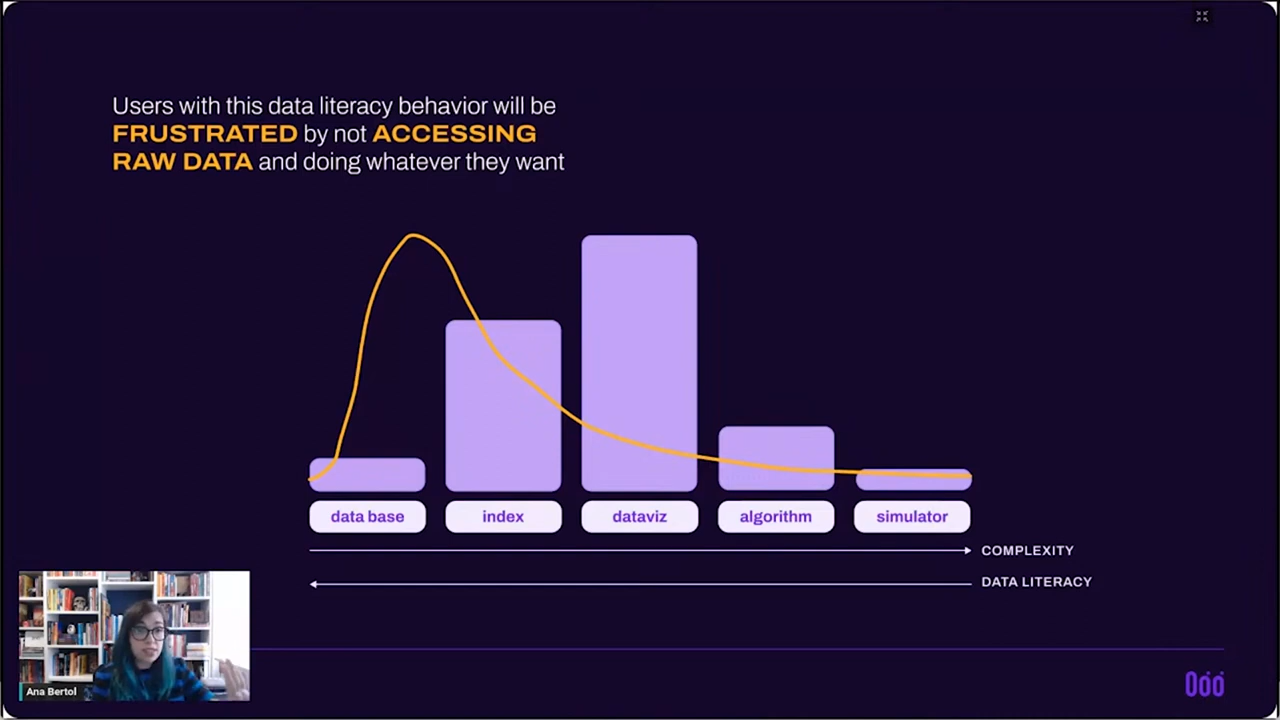 Users with this data literacy behavior will be
FRUSTRATED by not ACCESSING
RAW DATA and doing whatever they want
data base
index
dataviz
algorithm
simulator
COMPLEXITY
DATA LITERACY
Ana Bertol